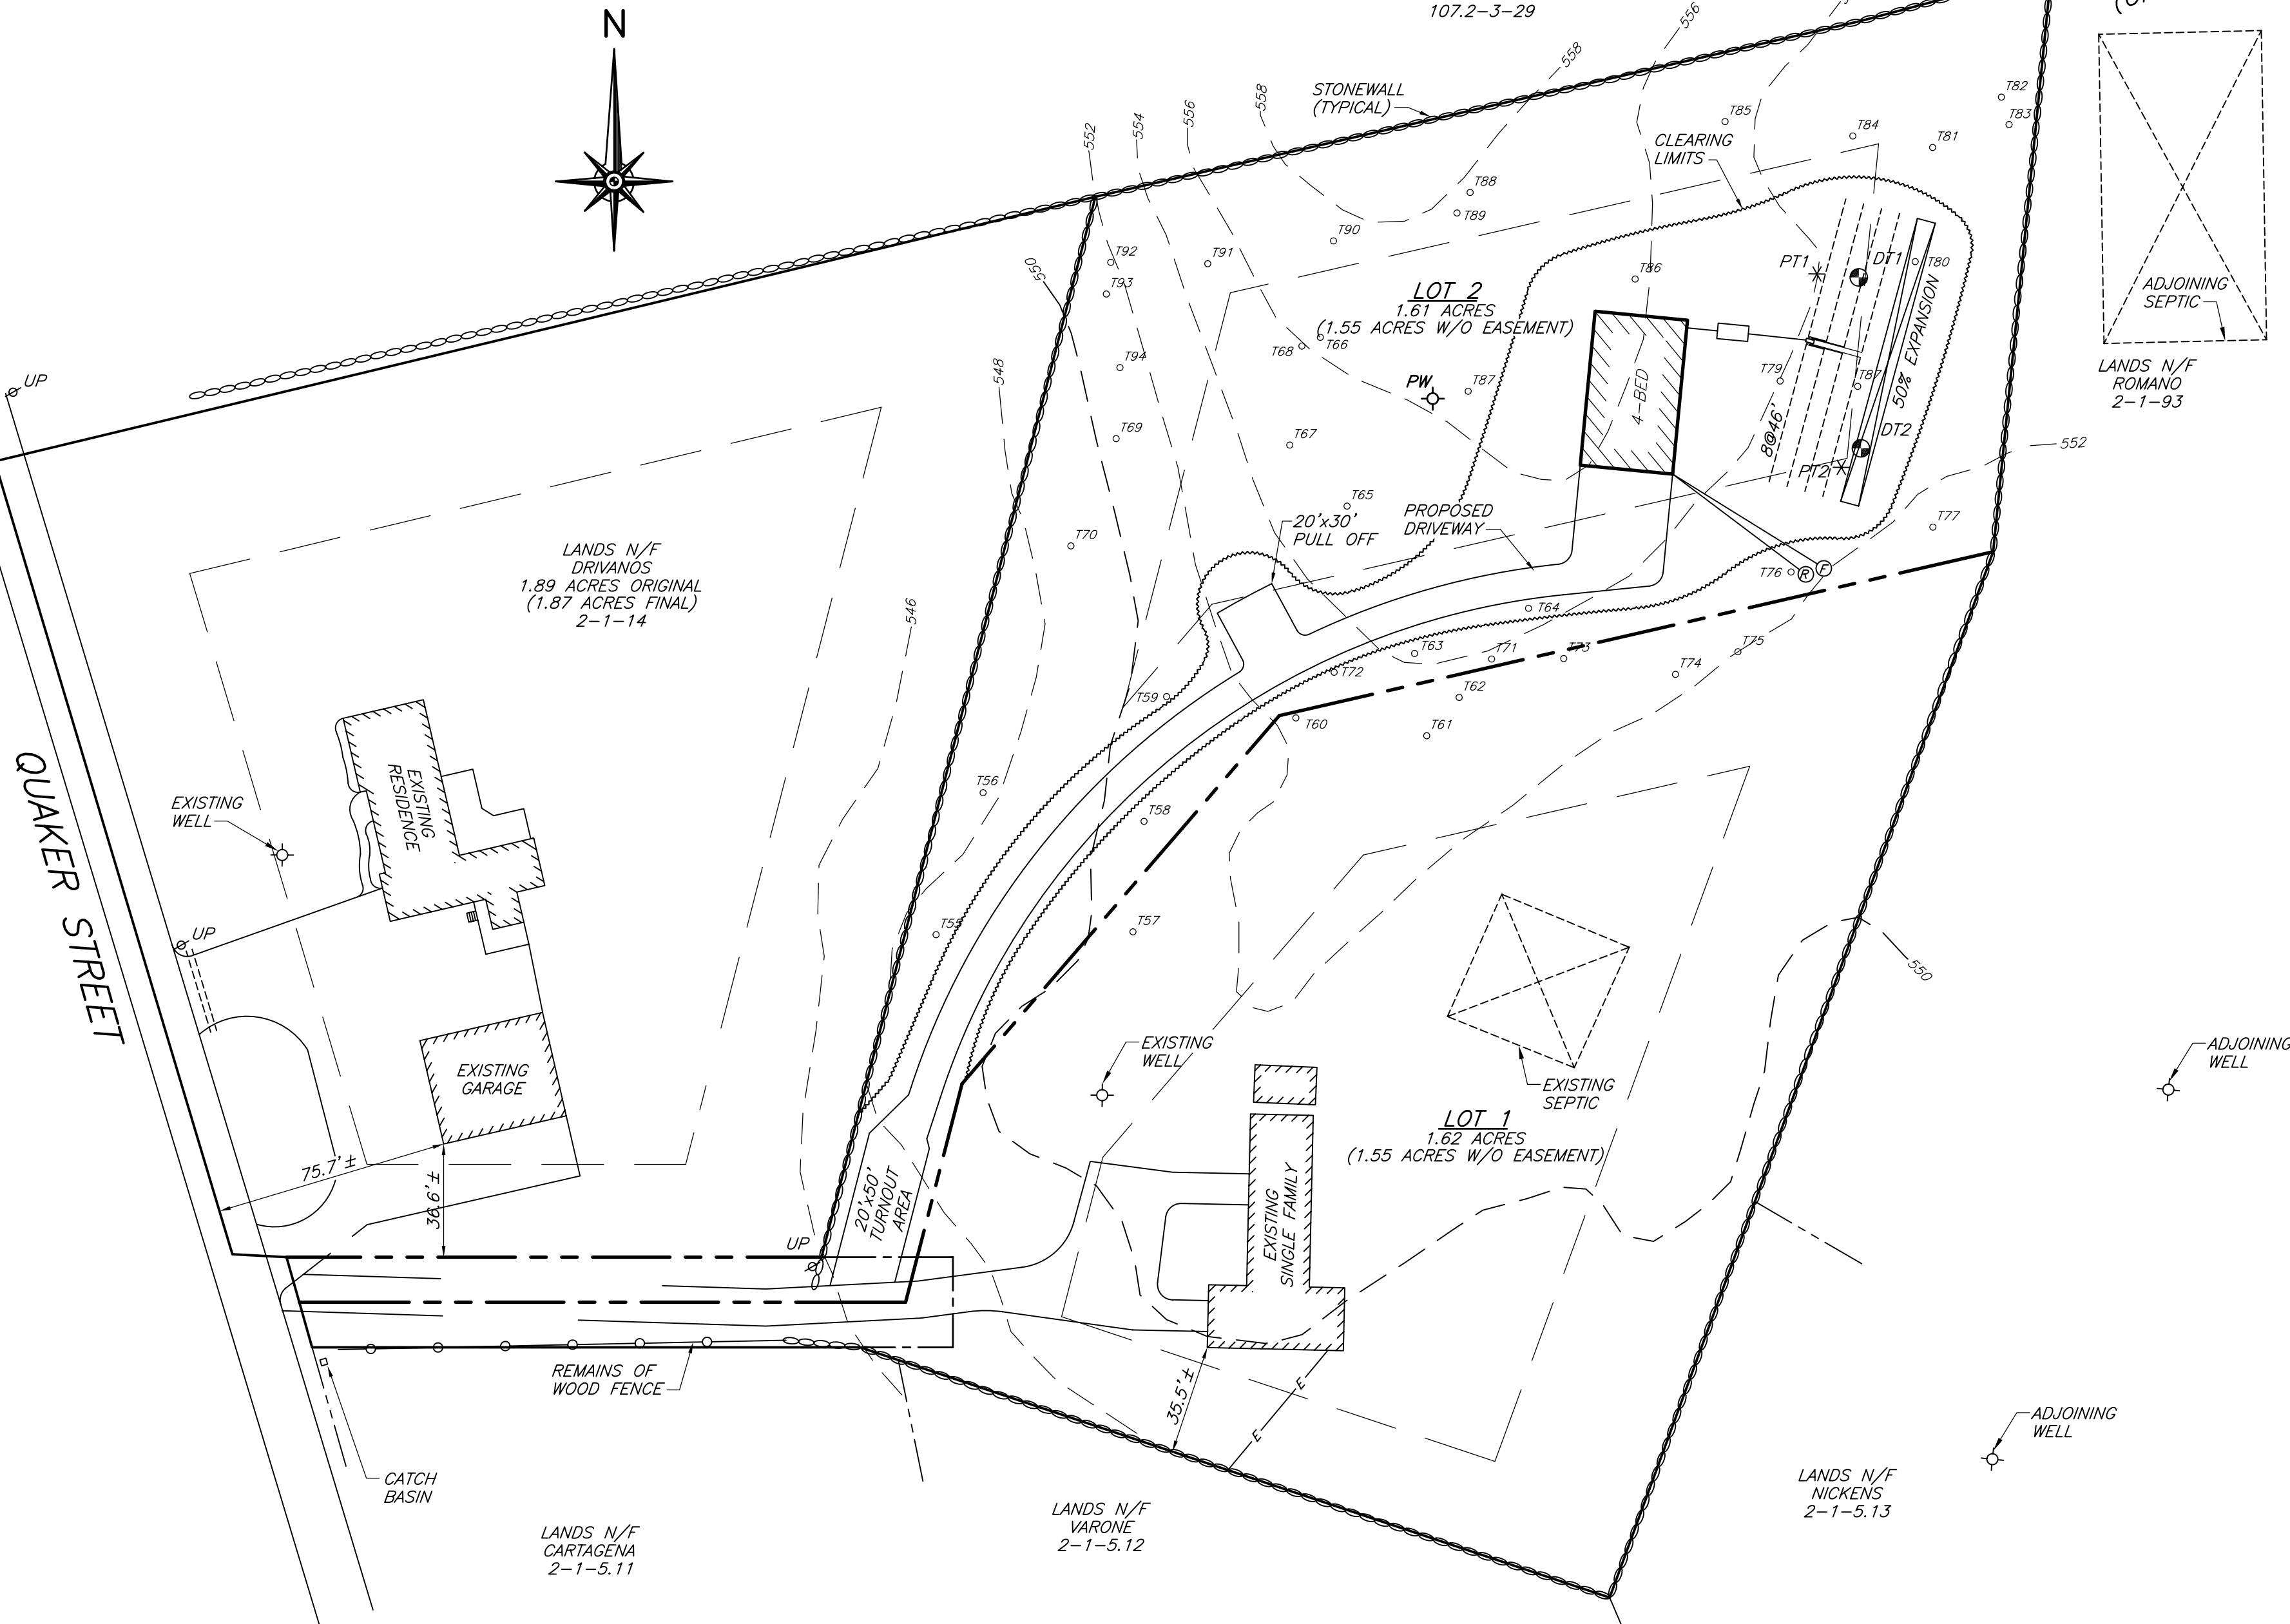 107.2-3-29
N
556
558
STONEWALL
(TYPICAL)
552
554
556
558
T82
T83
T85
T84
T81
CLEARING
LIMITS
T88
T89
T90
T92
T91
550
T93
T86
PT1
DT1
T80
LOT 2
1.61 ACRES
(1.55 ACRES W/O EASEMENT)
ADJOINING
SEPTIC
50% EXPANSION
T68
T66
T94
548
UP
PW
T87
4-BED
T79
T87
LANDS N/F
ROMANO
2-1-93
8@46'
T69
T67
DT2
PT2
552
T65
PROPOSED
DRIVEWAY
20'x30'
PULL OFF
T77
T70
LANDS N/F
DRIVANOS
1.89 ACRES ORIGINAL
(1.87 ACRES FINAL)
2-1-14
T76
R
F
546
T64
T63
T71
T73
T75
T74
T72
T59
T62
T60
T61
QUAKER STREET
EXISTING
RESIDENCE
EXISTING
WELL
T56
T58
UP
T55
T57
550
EXISTING
WELL
ADJOINING
WELL
EXISTING
GARAGE
EXISTING
SEPTIC
LOT 1
1.62 ACRES
(1.55 ACRES W/O EASEMENT)
75.7'±
36.6'±
20'x50'
TURNOUT
AREA
EXISTING
SINGLE FAMILY
UP
REMAINS OF
WOOD FENCE
35.5'±
E
E
ADJOINING
WELL
CATCH
BASIN
LANDS N/F
NICKENS
2-1-5.13
LANDS N/F
VARONE
2-1-5.12
LANDS N/F
CARTAGENA
2-1-5.11